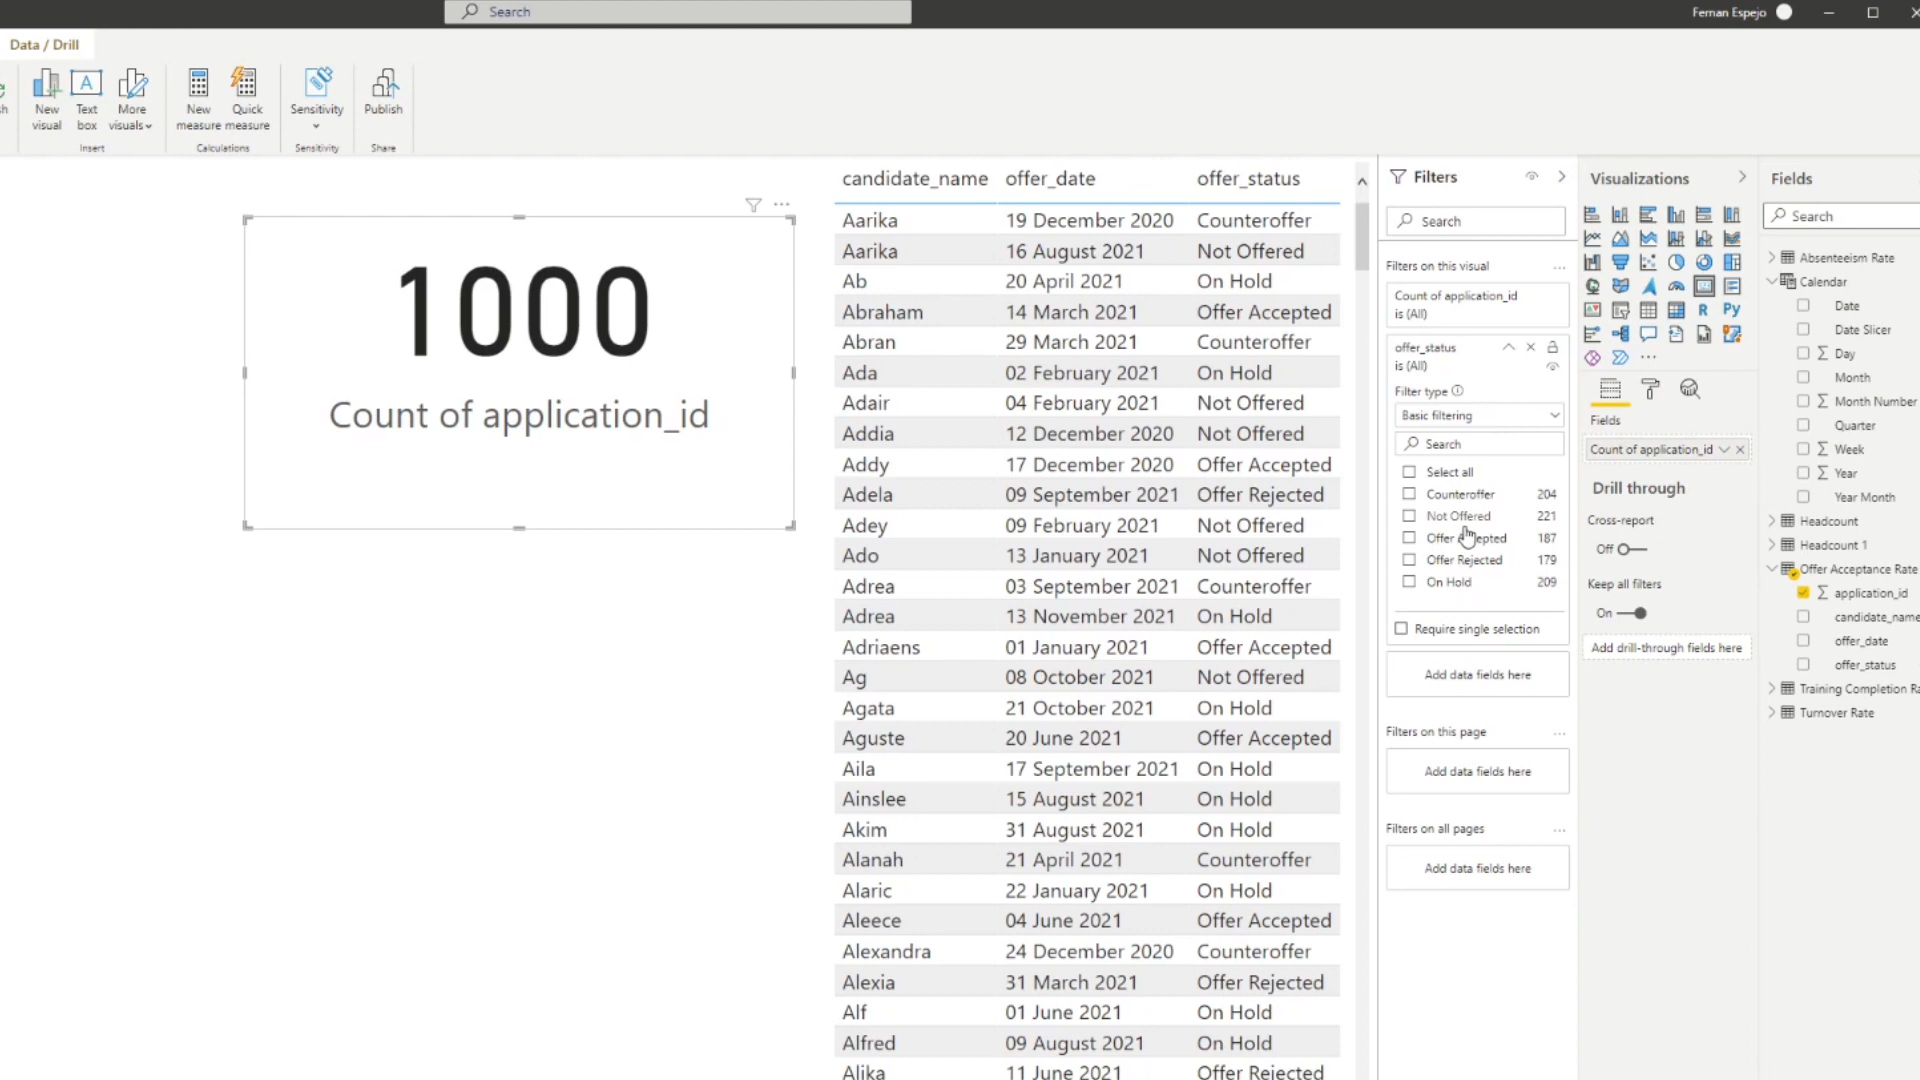 Search
Fernan Espejo
Data / Drill
New visual
Text box
More visuals
New measure
Quick measure
Sensitivity
Publish
Insert
Calculations
Sensitivity
Share
1000
Count of application_id
candidate_name offer_date offer_status
Aarika 19 December 2020 Counteroffer
Aarika 16 August 2021 Not Offered
Ab 20 April 2021 On Hold
Abraham 14 March 2021 Offer Accepted
Abran 29 March 2021 Counteroffer
Ada 02 February 2021 On Hold
Adair 04 February 2021 Not Offered
Addia 12 December 2020 Not Offered
Addy 17 December 2020 Offer Accepted
Adela 09 September 2021 Offer Rejected
Adey 09 February 2021 Not Offered
Ado 13 January 2021 Not Offered
Adrea 03 September 2021 Counteroffer
Adrea 13 November 2021 On Hold
Adriaens 01 January 2021 Offer Accepted
Ag 08 October 2021 Not Offered
Agata 21 October 2021 On Hold
Aguste 20 June 2021 Offer Accepted
Aila 17 September 2021 On Hold
Ainslee 15 August 2021 On Hold
Akim 31 August 2021 On Hold
Alanah 21 April 2021 Counteroffer
Alaric 22 January 2021 On Hold
Aleece 04 June 2021 Offer Accepted
Alexandra 24 December 2020 Counteroffer
Alexia 31 March 2021 Offer Rejected
Alf 01 June 2021 On Hold
Alfred 09 August 2021 On Hold
Alika 11 June 2021 Offer Rejected
Filters
Search
Filters on this visual
Count of application_id
is (All)
offer_status
is (All)
Filter type
Basic filtering
Search
Select all
Counteroffer 204
Not Offered 221
Offer 187
Offer Rejected 179
On Hold 209
Require single selection
Add data fields here
Filters on this page
Add data fields here
Filters on all pages
Add data fields here
Visualizations
R Py
Fields
Count of application_id
Drill through
Cross-report
Off
Keep all filters
On
Add drill-through fields here
Fields
Search
Absenteeism Rate
Calendar
Date
Date Slicer
Day
Month
Month Number
Quarter
Week
Year
Year Month
Headcount
Headcount 1
Offer Acceptance Rate
application_id
candidate_name
offer_date
offer_status
Training Completion Ra
Turnover Rate